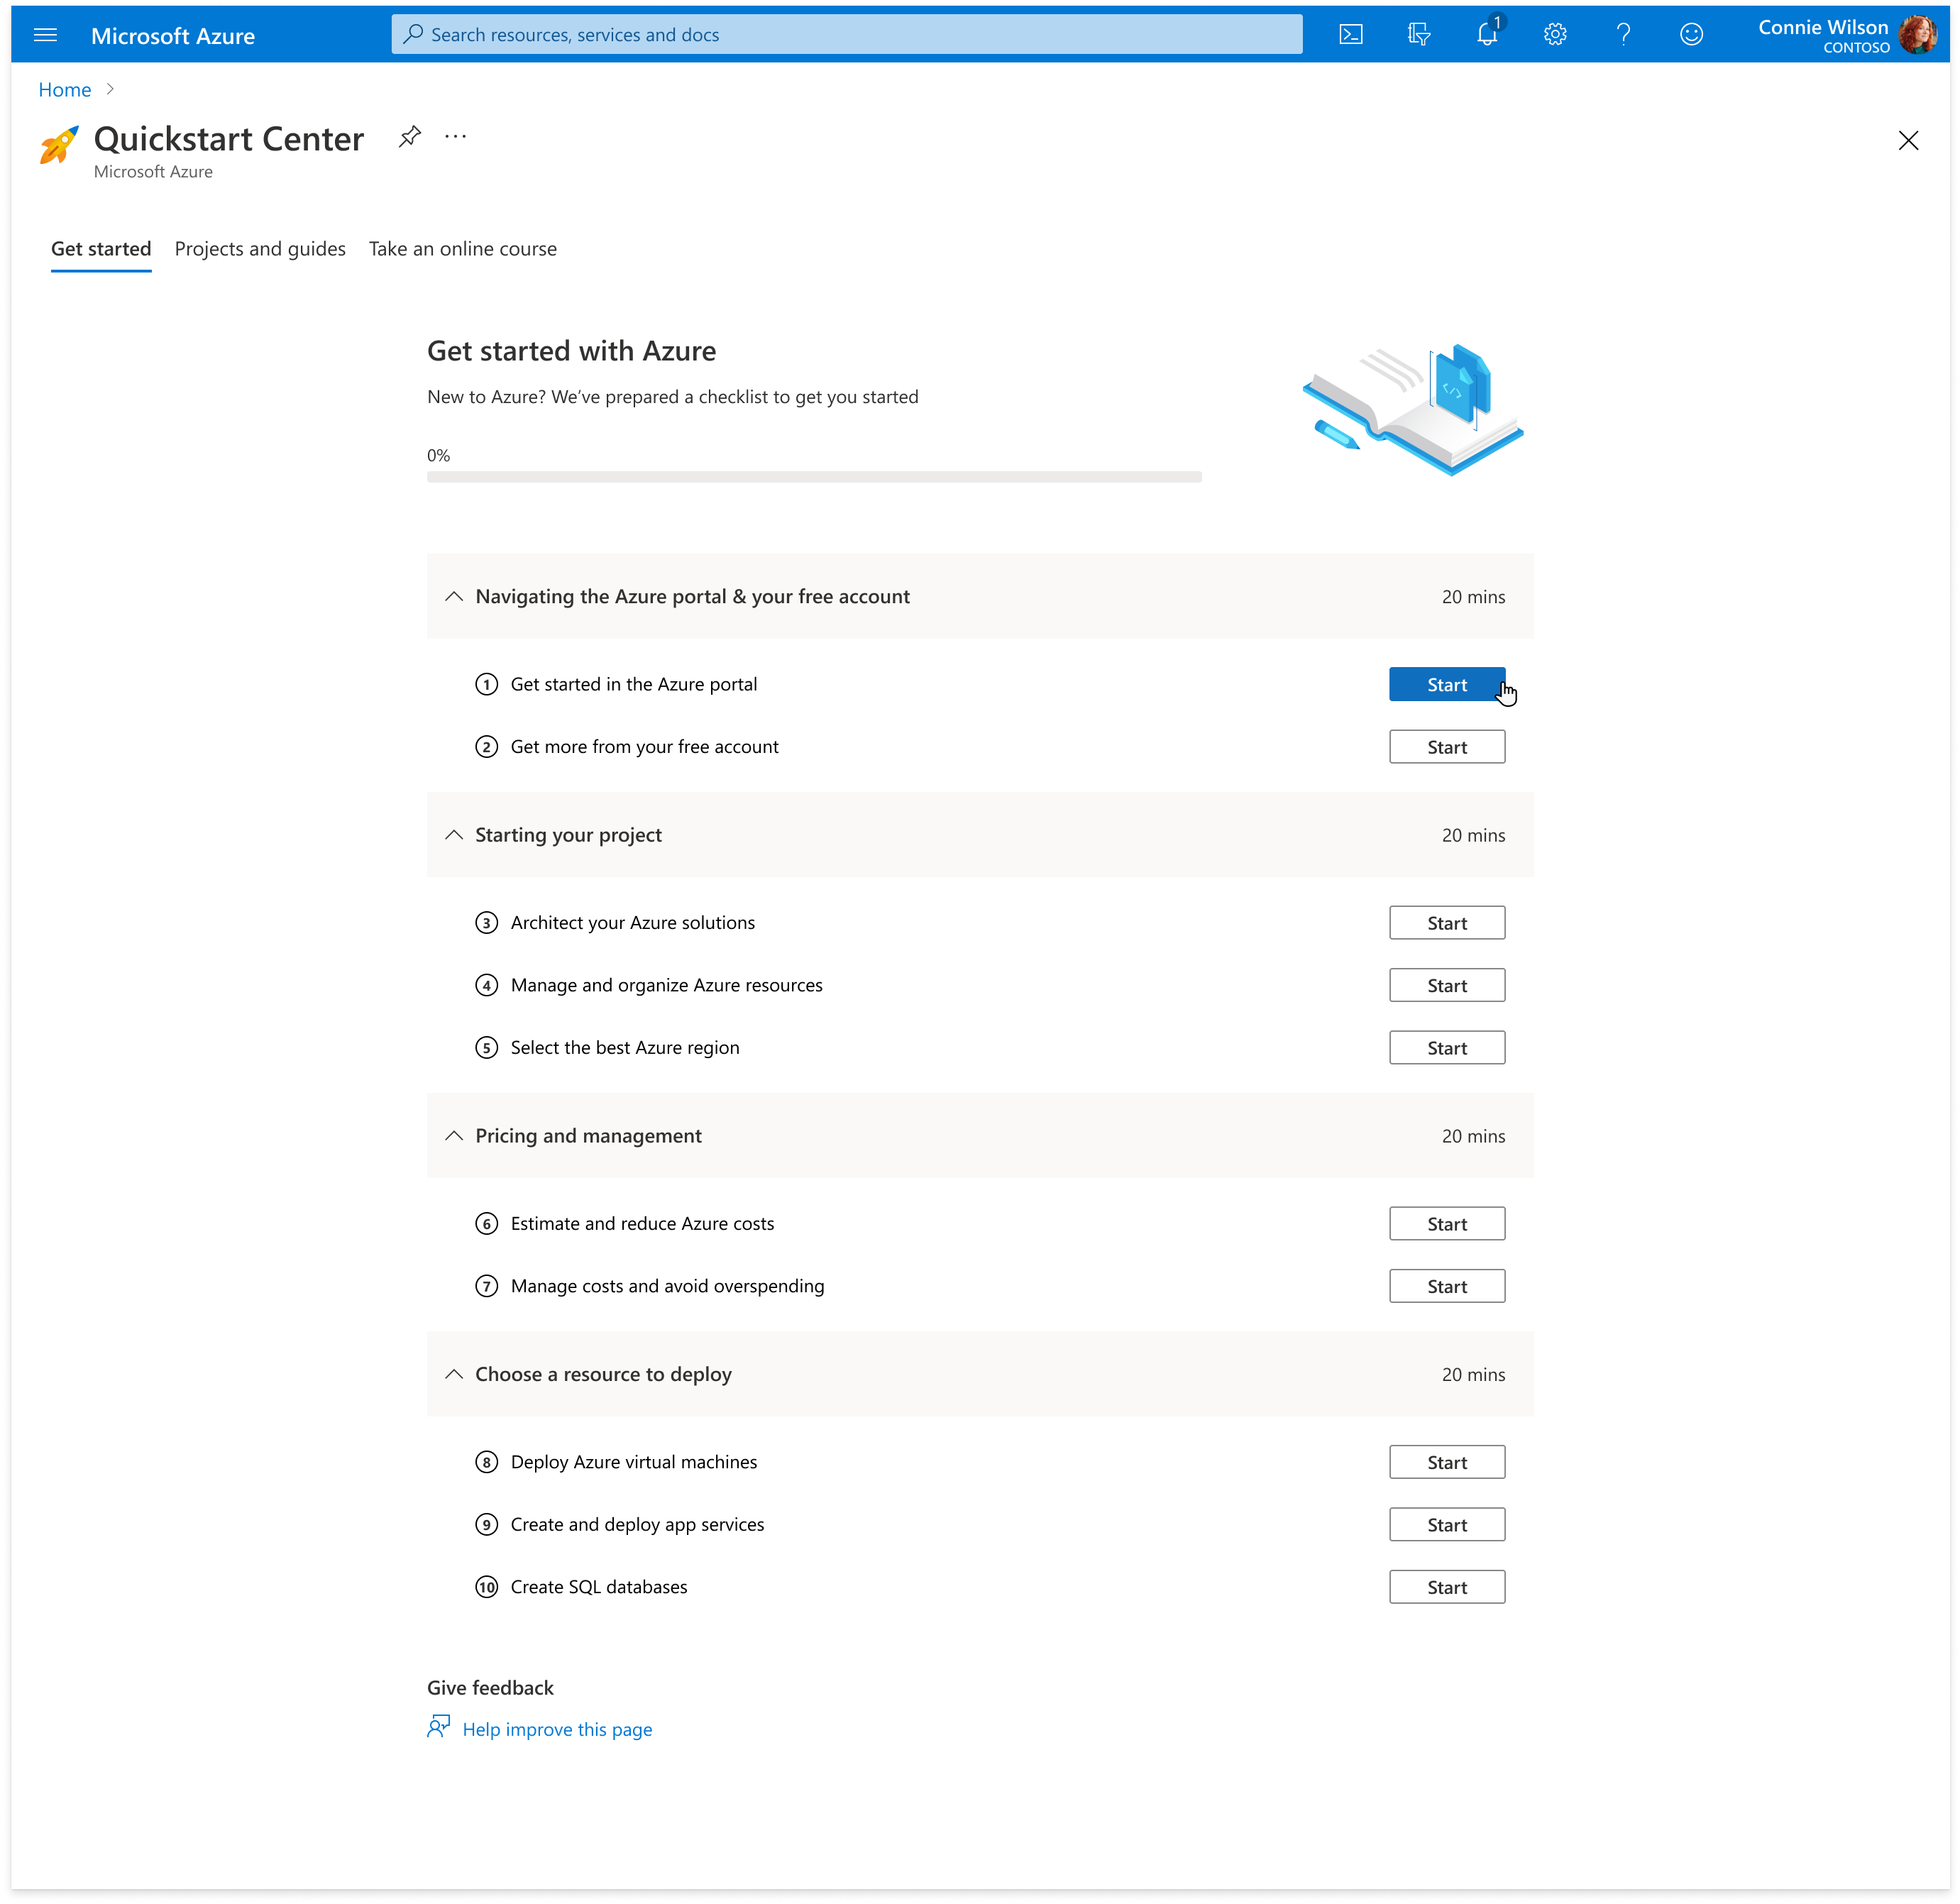 Microsoft Azure
Search resources, services and docs
1
Connie Wilson
CONTOSO
Home
Quickstart Center
Microsoft Azure
Get started
Projects and guides
Take an online course
Get started with Azure
New to Azure? We’ve prepared a checklist to get you started
0%
Navigating the Azure portal & your free account 20 mins
1 Get started in the Azure portal Start
2 Get more from your free account Start
Starting your project 20 mins
3 Architect your Azure solutions Start
4 Manage and organize Azure resources Start
5 Select the best Azure region Start
Pricing and management 20 mins
6 Estimate and reduce Azure costs Start
7 Manage costs and avoid overspending Start
Choose a resource to deploy 20 mins
8 Deploy Azure virtual machines Start
9 Create and deploy app services Start
10 Create SQL databases Start
Give feedback
Help improve this page